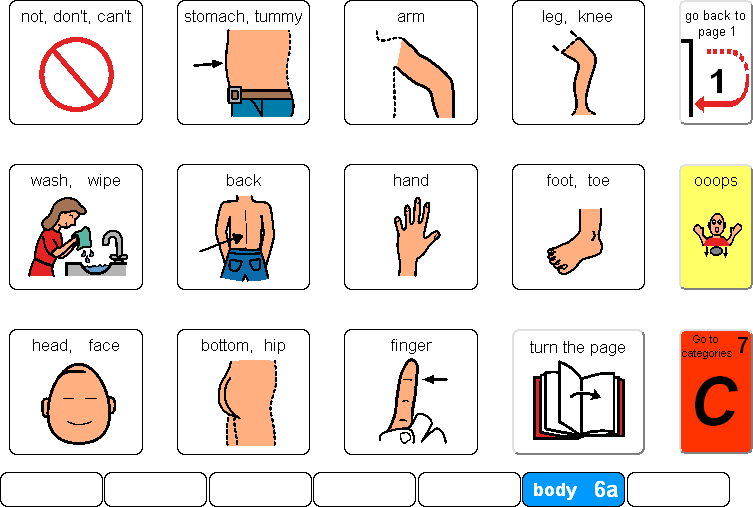 not, don't, can't
stomach, tummy
arm
leg, knee
go back to
page 1
1
wash, wipe
back
hand
foot, toe
ooops
head, face
bottom, hip
finger
turn the page
Go to
categories 7
C
body 6a